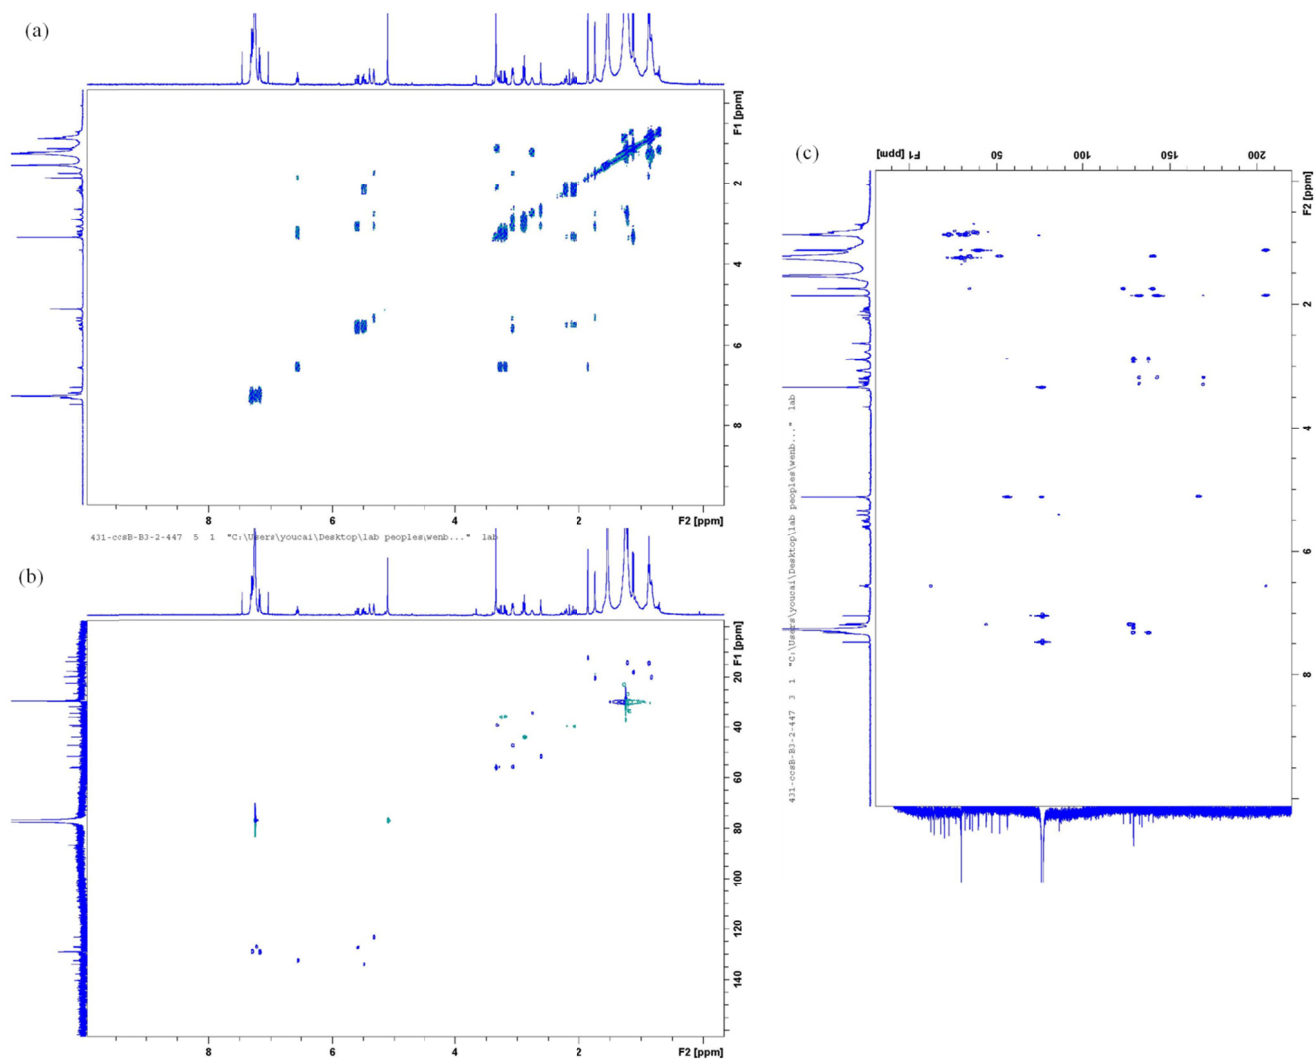 (a)
F1 [ppm]
2
4
6
8
8
6
4
2
F2 [ppm]
431-ccsB-B3-2-447 5 1 "C:\Users\youcai\Desktop\lab peoples\wenb..." lab
(b)
F1 [ppm]
20
40
60
80
100
120
140
8
6
4
2
F2 [ppm]
(c)
F1 [ppm]
50
100
150
200
F2 [ppm]
2
4
6
8
431-ccsB-B3-2-447 3 1 "C:\Users\youcai\Desktop\lab peoples\wenb..." lab